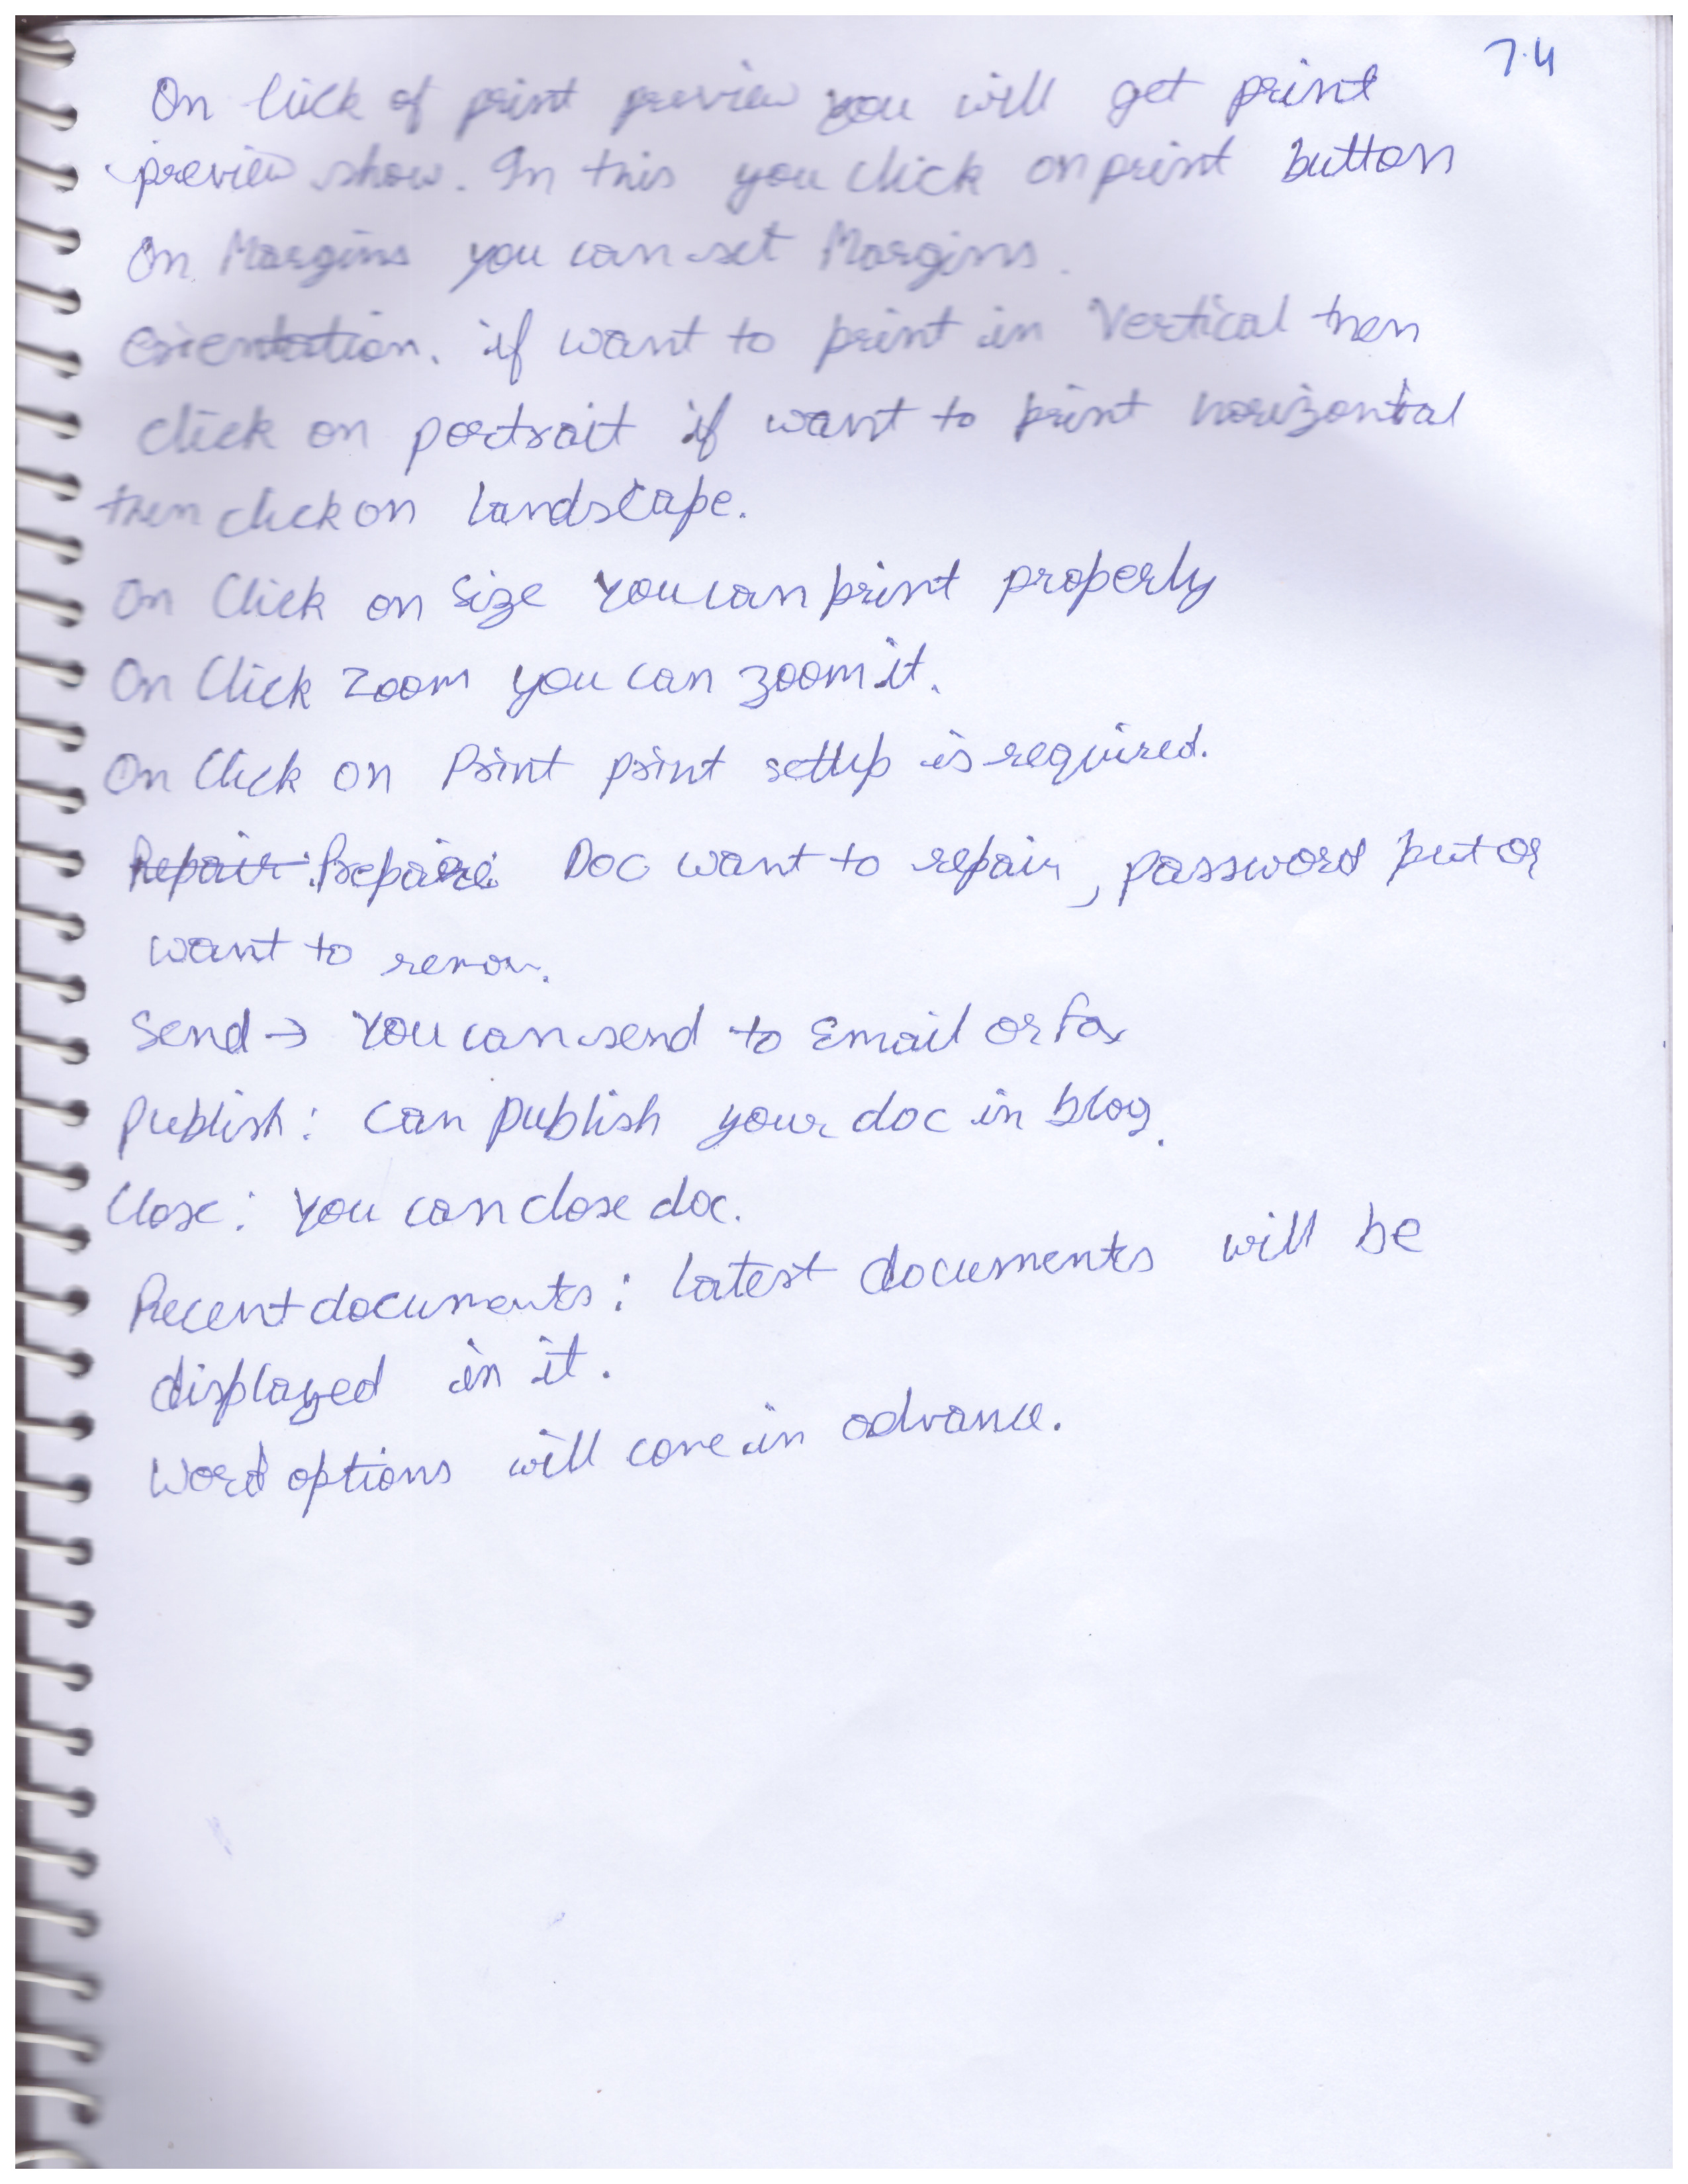 7.4
On click of print preview you will get print
preview show. In this you click on print button
On Margins you can set Margins.
Orientation. if want to print in Vertical then
click on portrait if want to print horizontal
then click on landscape.
On Click on Size You can print properly
On Click Zoom you can zoom it.
On Click on Print print settup is required.
Repair: Prepare: Doc want to repair, password put or
want to remov.
Send → You can send to Email or Fax
Publish: Can publish your doc in blog.
Close: You can close doc.
Recent documents: latest documents will be
displayed in it.
Word options will come in advance.